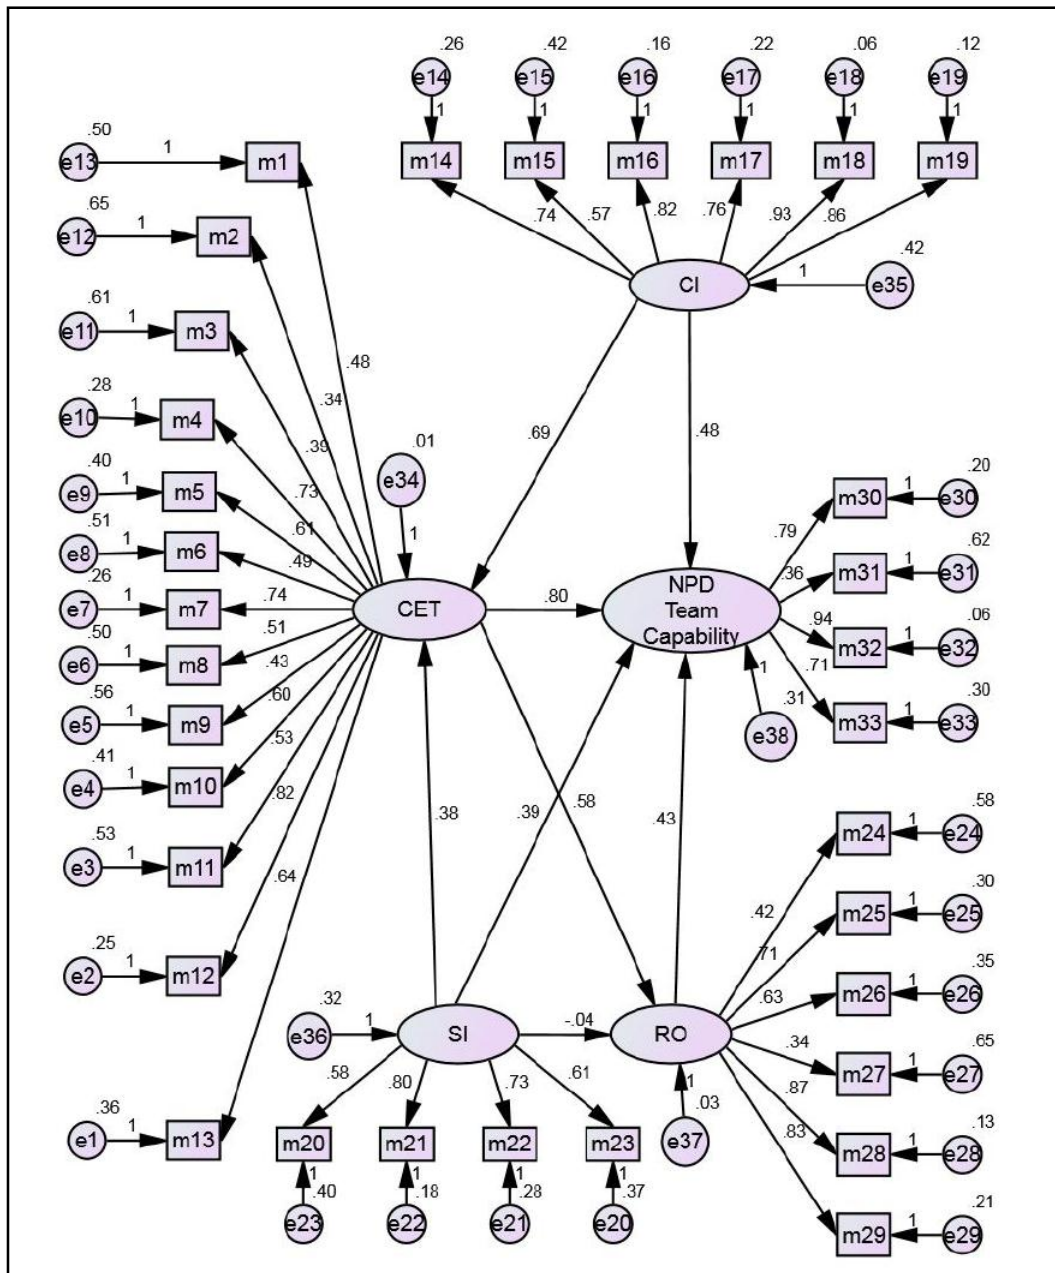 .26 .42 .16 .22 .06 .12
e14 e15 e16 e17 e18 e19
1 1 1 1 1 1
m14 m15 m16 m17 m18 m19
.74 .57 .82 .76 .93 .86
.42
CI 1 e35
.50
e13 1 m1
.65
e12 1 m2
.61
e11 1 m3
.28
e10 1 m4
.40
e9 1 m5
.51
e8 1 m6
.26
e7 1 m7
.50
e6 1 m8
.56
e5 1 m9
.41
e4 1 m10
.53
e3 1 m11
.25
e2 1 m12
.36
e1 1 m13
.48
.34
.39
.73
.61
.49
.74
.51
.43
.60
.53
.82
.64
.01
e34
1
CET
.69
.48
.80
NPD
Team
Capability
.79
.36
.94
.71
.20
m30 1 e30
.62
m31 1 e31
.06
m32 1 e32
.30
m33 1 e33
1
.31
e38
.38
.39
.58
.43
.32
e36 1 SI
-.04
RO
1
.03
e37
.58 .80 .73 .61
m20 m21 m22 m23
1 1 1 1
.40 .18 .28 .37
e23 e22 e21 e20
.42
.71
.63
.34
.87
.83
.58
m24 1 e24
.30
m25 1 e25
.35
m26 1 e26
.65
m27 1 e27
.13
m28 1 e28
.21
m29 1 e29